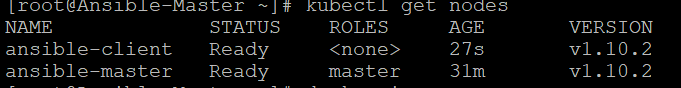 [root@Ansible-Master ~]# kubectl get nodes
NAME STATUS ROLES AGE VERSION
ansible-client Ready <none> 27s v1.10.2
ansible-master Ready master 31m v1.10.2